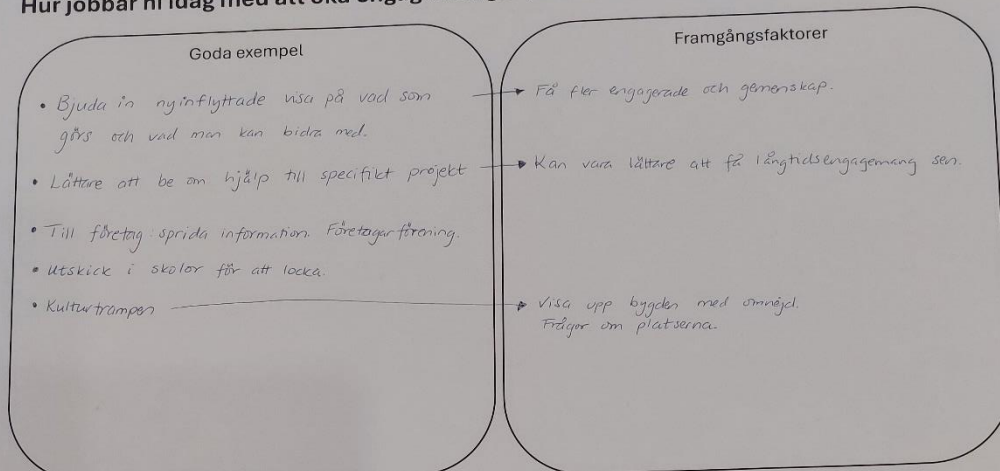 Hur jobbar ni idag med att öka
Goda exempel
• Bjuda in nyinflyttade visa på vad som
görs och vad man kan bidra med.
• Lättare att be om hjälp till specifikt projekt
• Till företag: sprida information. Företagarförening.
• Utskick i skolor för att locka.
• Kulturtrampen
Framgångsfaktorer
Få fler engagerade och gemenskap.
Kan vara lättare att få långtidsengagemang sen.
Visa upp bygden med omnejd.
Frågor om platserna.